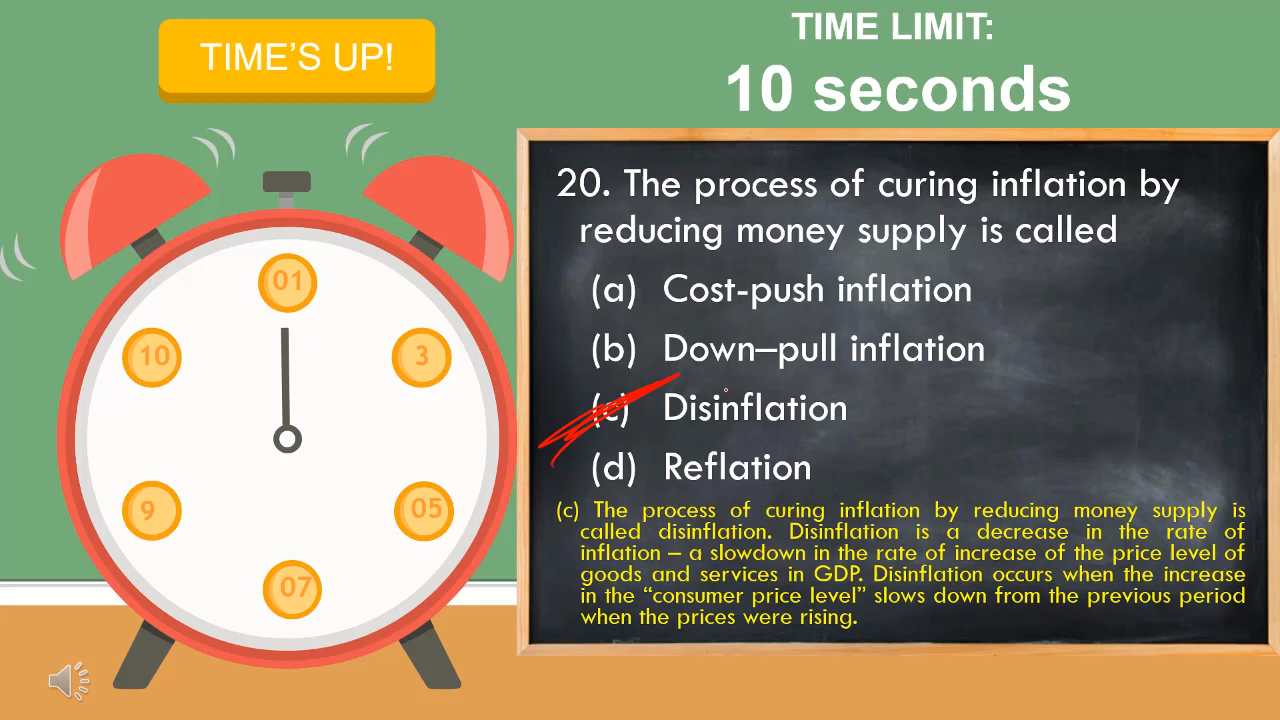 TIME'S UP!
TIME LIMIT:
10 seconds
01
3
05
07
9
10
20. The process of curing inflation by
reducing money supply is called
(a) Cost-push inflation
(b) Down–pull inflation
(c) Disinflation
(d) Reflation
(c) The process of curing inflation by reducing money supply is
called disinflation. Disinflation is a decrease in the rate of
inflation – a slowdown in the rate of increase of the price level of
goods and services in GDP. Disinflation occurs when the increase
in the “consumer price level” slows down from the previous period
when the prices were rising.